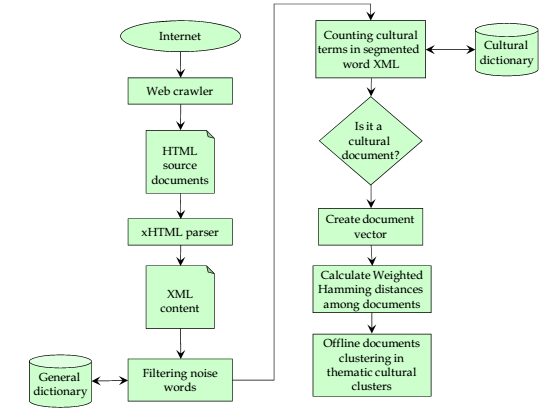 Internet
Web crawler
HTML
source
documents
xHTML parser
XML
content
General
dictionary
Filtering noise
words
Counting cultural
terms in segmented
word XML
Cultural
dictionary
Is it a
cultural
document?
Create document
vector
Calculate Weighted
Hamming distances
among documents
Offline documents
clustering in
thematic cultural
clusters